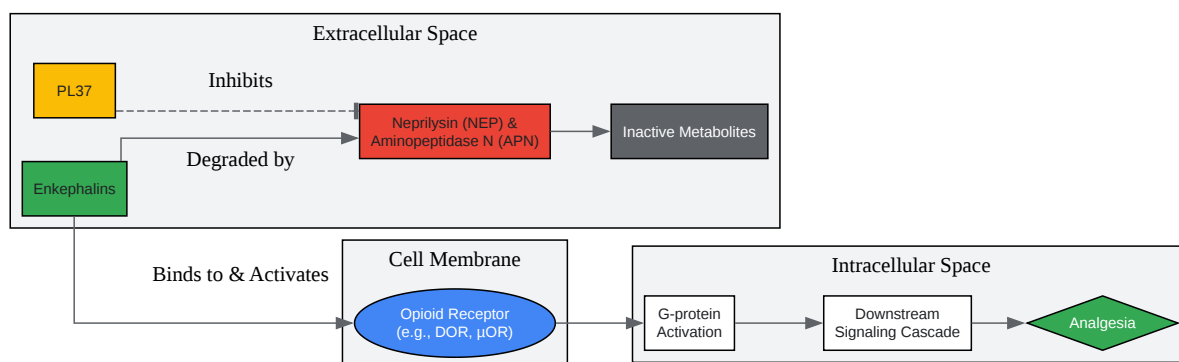 Extracellular Space
PL37
Inhibits
Neprilysin (NEP) &
Aminopeptidase N (APN)
Inactive Metabolites
Degraded by
Enkephalins
Binds to & Activates
Cell Membrane
Opioid Receptor
(e.g., DOR, µOR)
Intracellular Space
G-protein
Activation
Downstream
Signaling Cascade
Analgesia